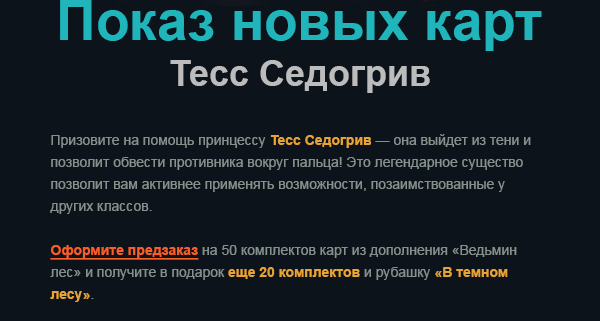 Показ новых карт
Тесс Седогрив
Призовите на помощь принцессу Тесс Седогрив — она выйдет из тени и
позволит обвести противника вокруг пальца! Это легендарное существо
позволит вам активнее применять возможности, позаимствованные у
других классов.
Оформите предзаказ на 50 комплектов карт из дополнения «Ведьмин
лес» и получите в подарок еще 20 комплектов и рубашку «В темном
лесу».